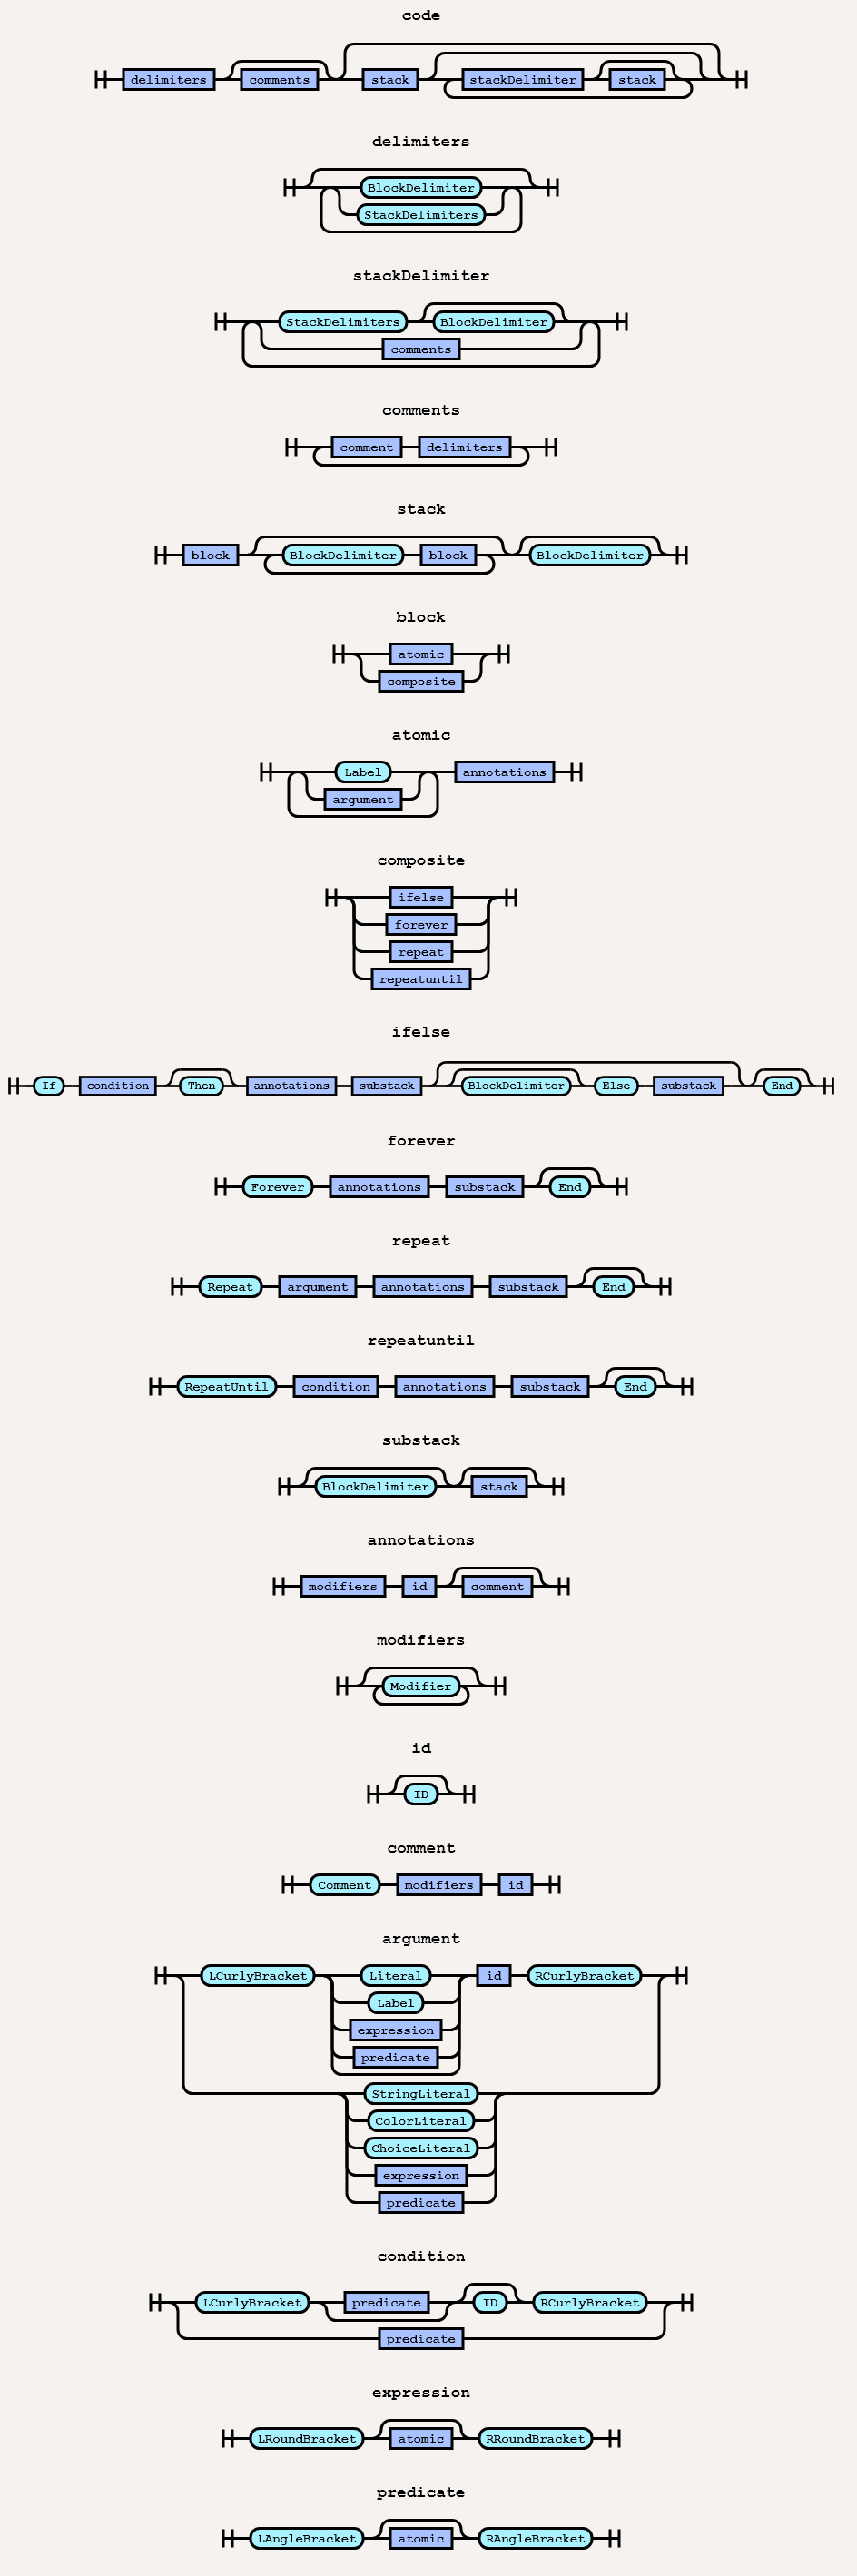 code
delimiters comments stack stackDelimiter stack
delimiters
BlockDelimiter
StackDelimiters
stackDelimiter
StackDelimiters BlockDelimiter
comments
comments
comment delimiters
stack
block BlockDelimiter block BlockDelimiter
block
atomic
composite
atomic
Label annotations
argument
composite
ifelse
forever
repeat
repeatuntil
ifelse
If condition Then annotations substack BlockDelimiter Else substack End
forever
Forever annotations substack End
repeat
Repeat argument annotations substack End
repeatuntil
RepeatUntil condition annotations substack End
substack
BlockDelimiter stack
annotations
modifiers id comment
modifiers
Modifier
id
ID
comment
Comment modifiers id
argument
LCurlyBracket Literal id RCurlyBracket
Label
expression
predicate
StringLiteral
ColorLiteral
ChoiceLiteral
expression
predicate
condition
LCurlyBracket predicate ID RCurlyBracket
predicate
expression
LRoundBracket atomic RRoundBracket
predicate
LAngleBracket atomic RAngleBracket